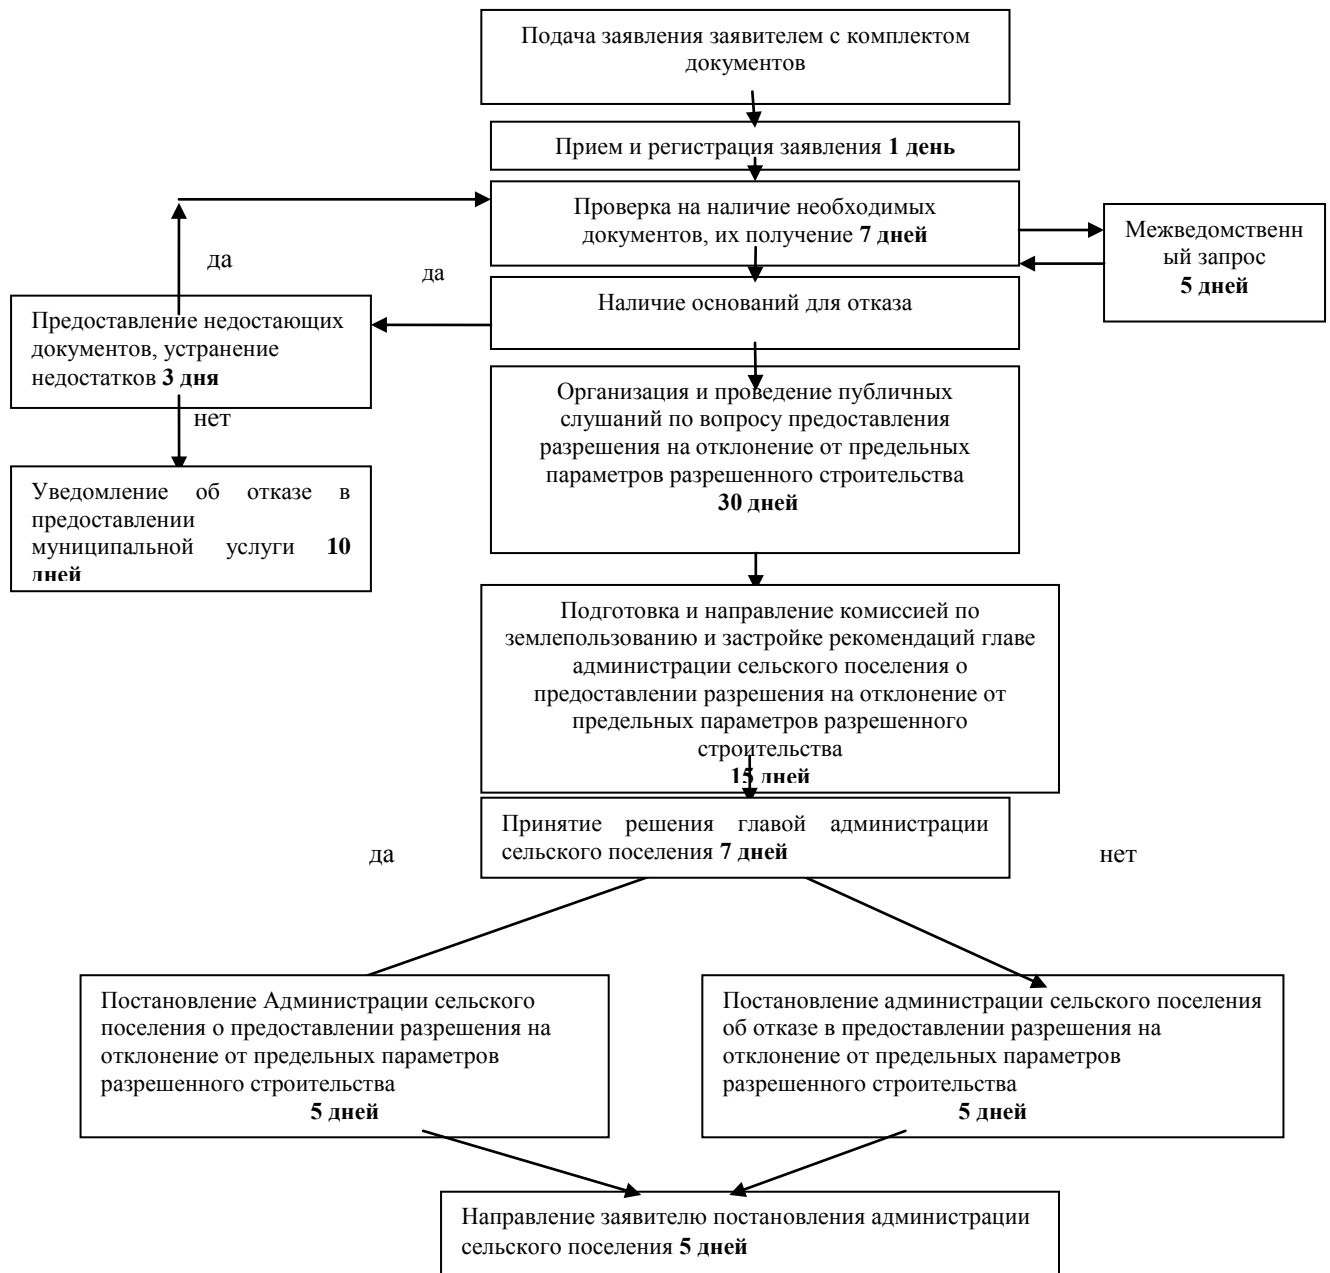 Подача заявления заявителем с комплектом
документов
Прием и регистрация заявления 1 день
Проверка на наличие необходимых
документов, их получение 7 дней
Межведомственн
ый запрос
5 дней
да
да
Наличие оснований для отказа
Предоставление недостающих
документов, устранение
недостатков 3 дня
нет
Организация и проведение публичных
слушаний по вопросу предоставления
разрешения на отклонение от предельных
параметров разрешенного строительства
30 дней
Уведомление об отказе в
предоставлении
муниципальной услуги 10
дней
Подготовка и направление комиссией по
землепользованию и застройке рекомендаций главе
администрации сельского поселения о
предоставлении разрешения на отклонение от
предельных параметров разрешенного
строительства
15 дней
Принятие решения главой администрации
сельского поселения 7 дней
да
нет
Постановление Администрации сельского
поселения о предоставлении разрешения на
отклонение от предельных параметров
разрешенного строительства
5 дней
Постановление администрации сельского поселения
об отказе в предоставлении разрешения на
отклонение от предельных параметров
разрешенного строительства
5 дней
Направление заявителю постановления администрации
сельского поселения 5 дней